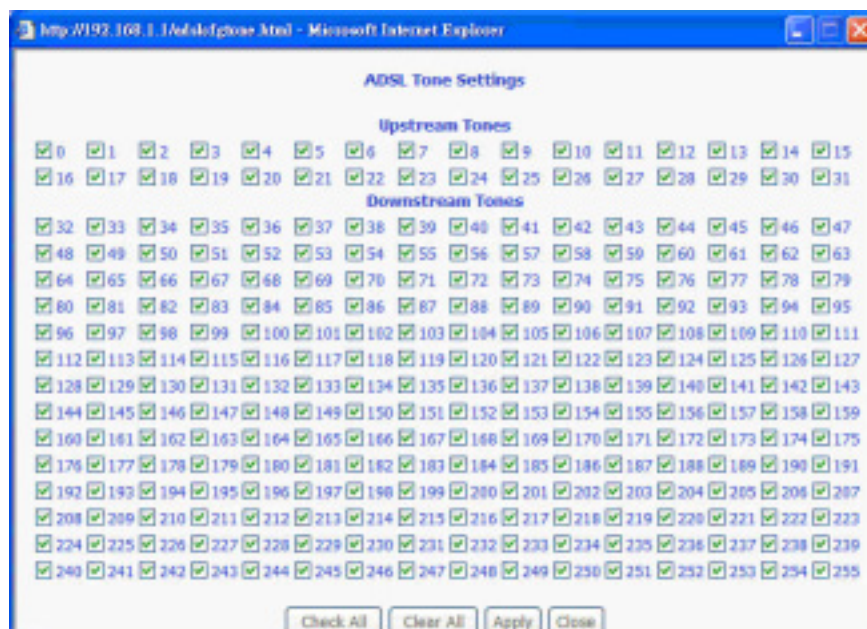 http://192.168.1.1/adslcfgtone.html - Microsoft Internet Explorer
ADSL Tone Settings
Upstream Tones
0 1 2 3 4 5 6 7 8 9 10 11 12 13 14 15
16 17 18 19 20 21 22 23 24 25 26 27 28 29 30 31
Downstream Tones
32 33 34 35 36 37 38 39 40 41 42 43 44 45 46 47
48 49 50 51 52 53 54 55 56 57 58 59 60 61 62 63
64 65 66 67 68 69 70 71 72 73 74 75 76 77 78 79
80 81 82 83 84 85 86 87 88 89 90 91 92 93 94 95
96 97 98 99 100 101 102 103 104 105 106 107 108 109 110 111
112 113 114 115 116 117 118 119 120 121 122 123 124 125 126 127
128 129 130 131 132 133 134 135 136 137 138 139 140 141 142 143
144 145 146 147 148 149 150 151 152 153 154 155 156 157 158 159
160 161 162 163 164 165 166 167 168 169 170 171 172 173 174 175
176 177 178 179 180 181 182 183 184 185 186 187 188 189 190 191
192 193 194 195 196 197 198 199 200 201 202 203 204 205 206 207
208 209 210 211 212 213 214 215 216 217 218 219 220 221 222 223
224 225 226 227 228 229 230 231 232 233 234 235 236 237 238 239
240 241 242 243 244 245 246 247 248 249 250 251 252 253 254 255
Check All Clear All Apply Close